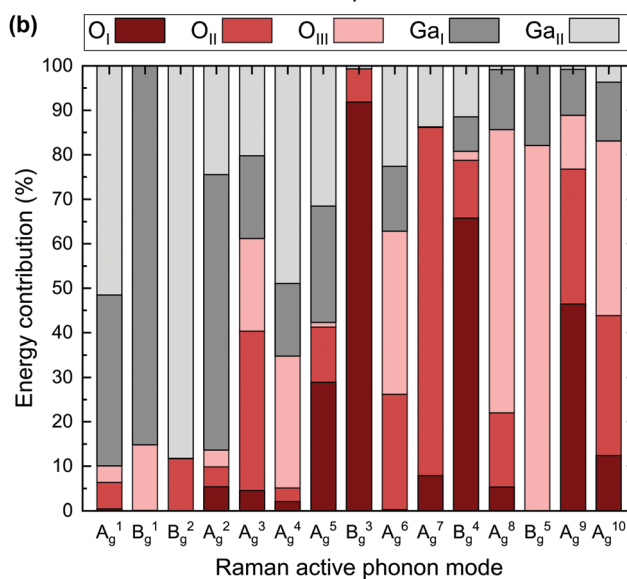 (b)
O_I O_II O_III Ga_I Ga_II
100
90
80
70
60
50
40
30
20
10
0
Energy contribution (%)
A_g^1 B_g^1 B_g^2 A_g^2 A_g^3 A_g^4 A_g^5 B_g^3 A_g^6 A_g^7 B_g^4 A_g^8 B_g^5 A_g^9 A_g^10
Raman active phonon mode